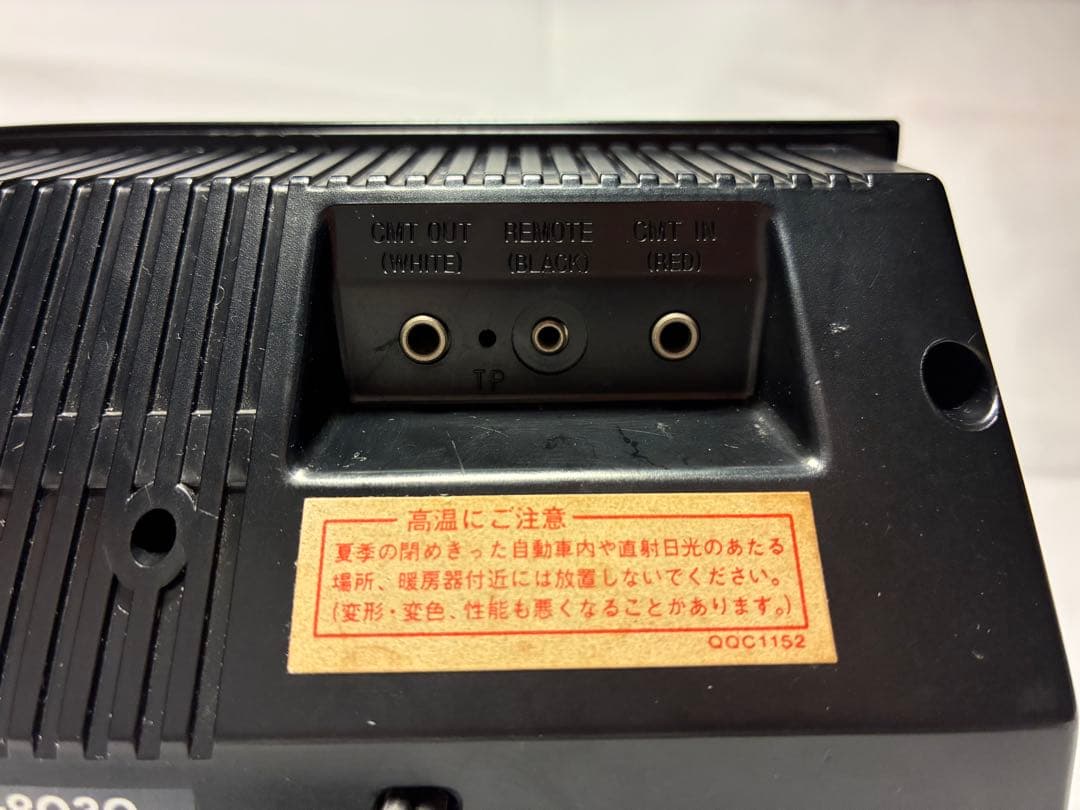 CMT OUT REMOTE CMT IN
(WHITE) (BLACK) (RED)
TP
高温にご注意
夏季の閉めきった自動車内や直射日光のあたる
場所、暖房器付近には放置しないでください。
(変形・変色、性能も悪くなることがあります。)
QQC1152
-8030